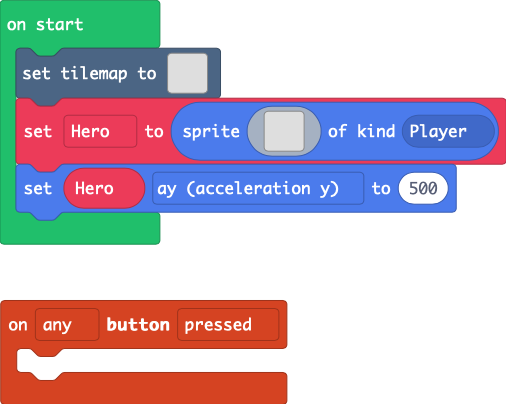 on start
set tilemap to
set Hero to sprite of kind Player
set Hero ay (acceleration y) to 500
on any button pressed